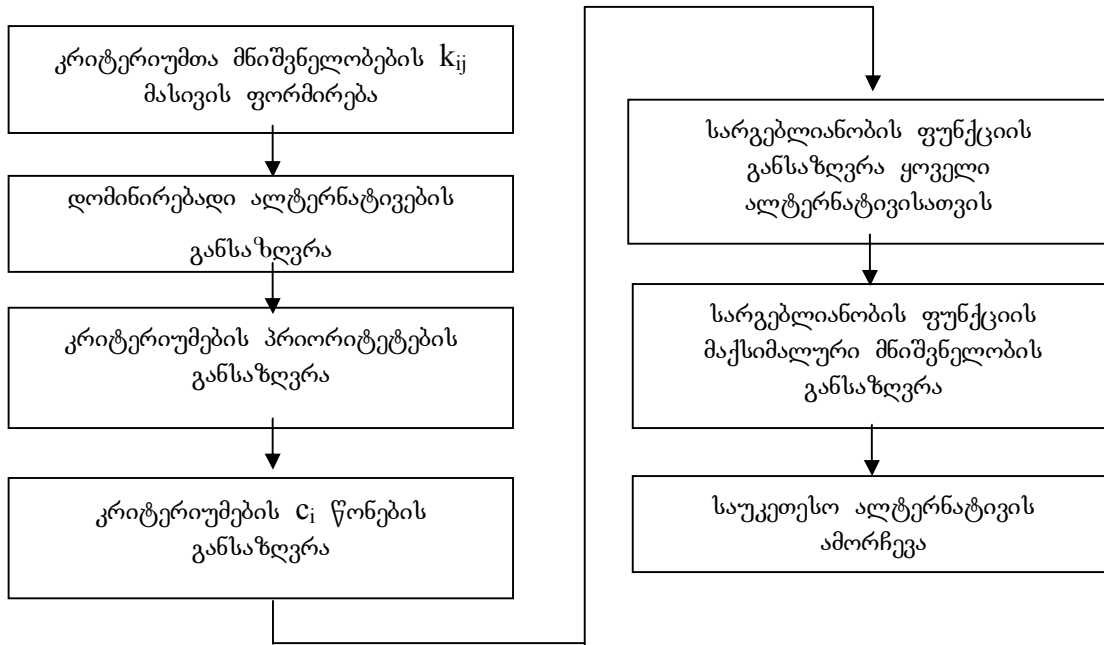 კრიტერიუმთა მნიშვნელობების kij
მასივის ფორმირება
დომინირებადი ალტერნატივების
განსაზღვრა
კრიტერიუმების პრიორიტეტების
განსაზღვრა
კრიტერიუმების ci წონების
განსაზღვრა
სარგებლიანობის ფუნქციის
განსაზღვრა ყოველი
ალტერნატივისათვის
სარგებლიანობის ფუნქციის
მაქსიმალური მნიშვნელობის
განსაზღვრა
საუკეთესო ალტერნატივის
ამორჩევა